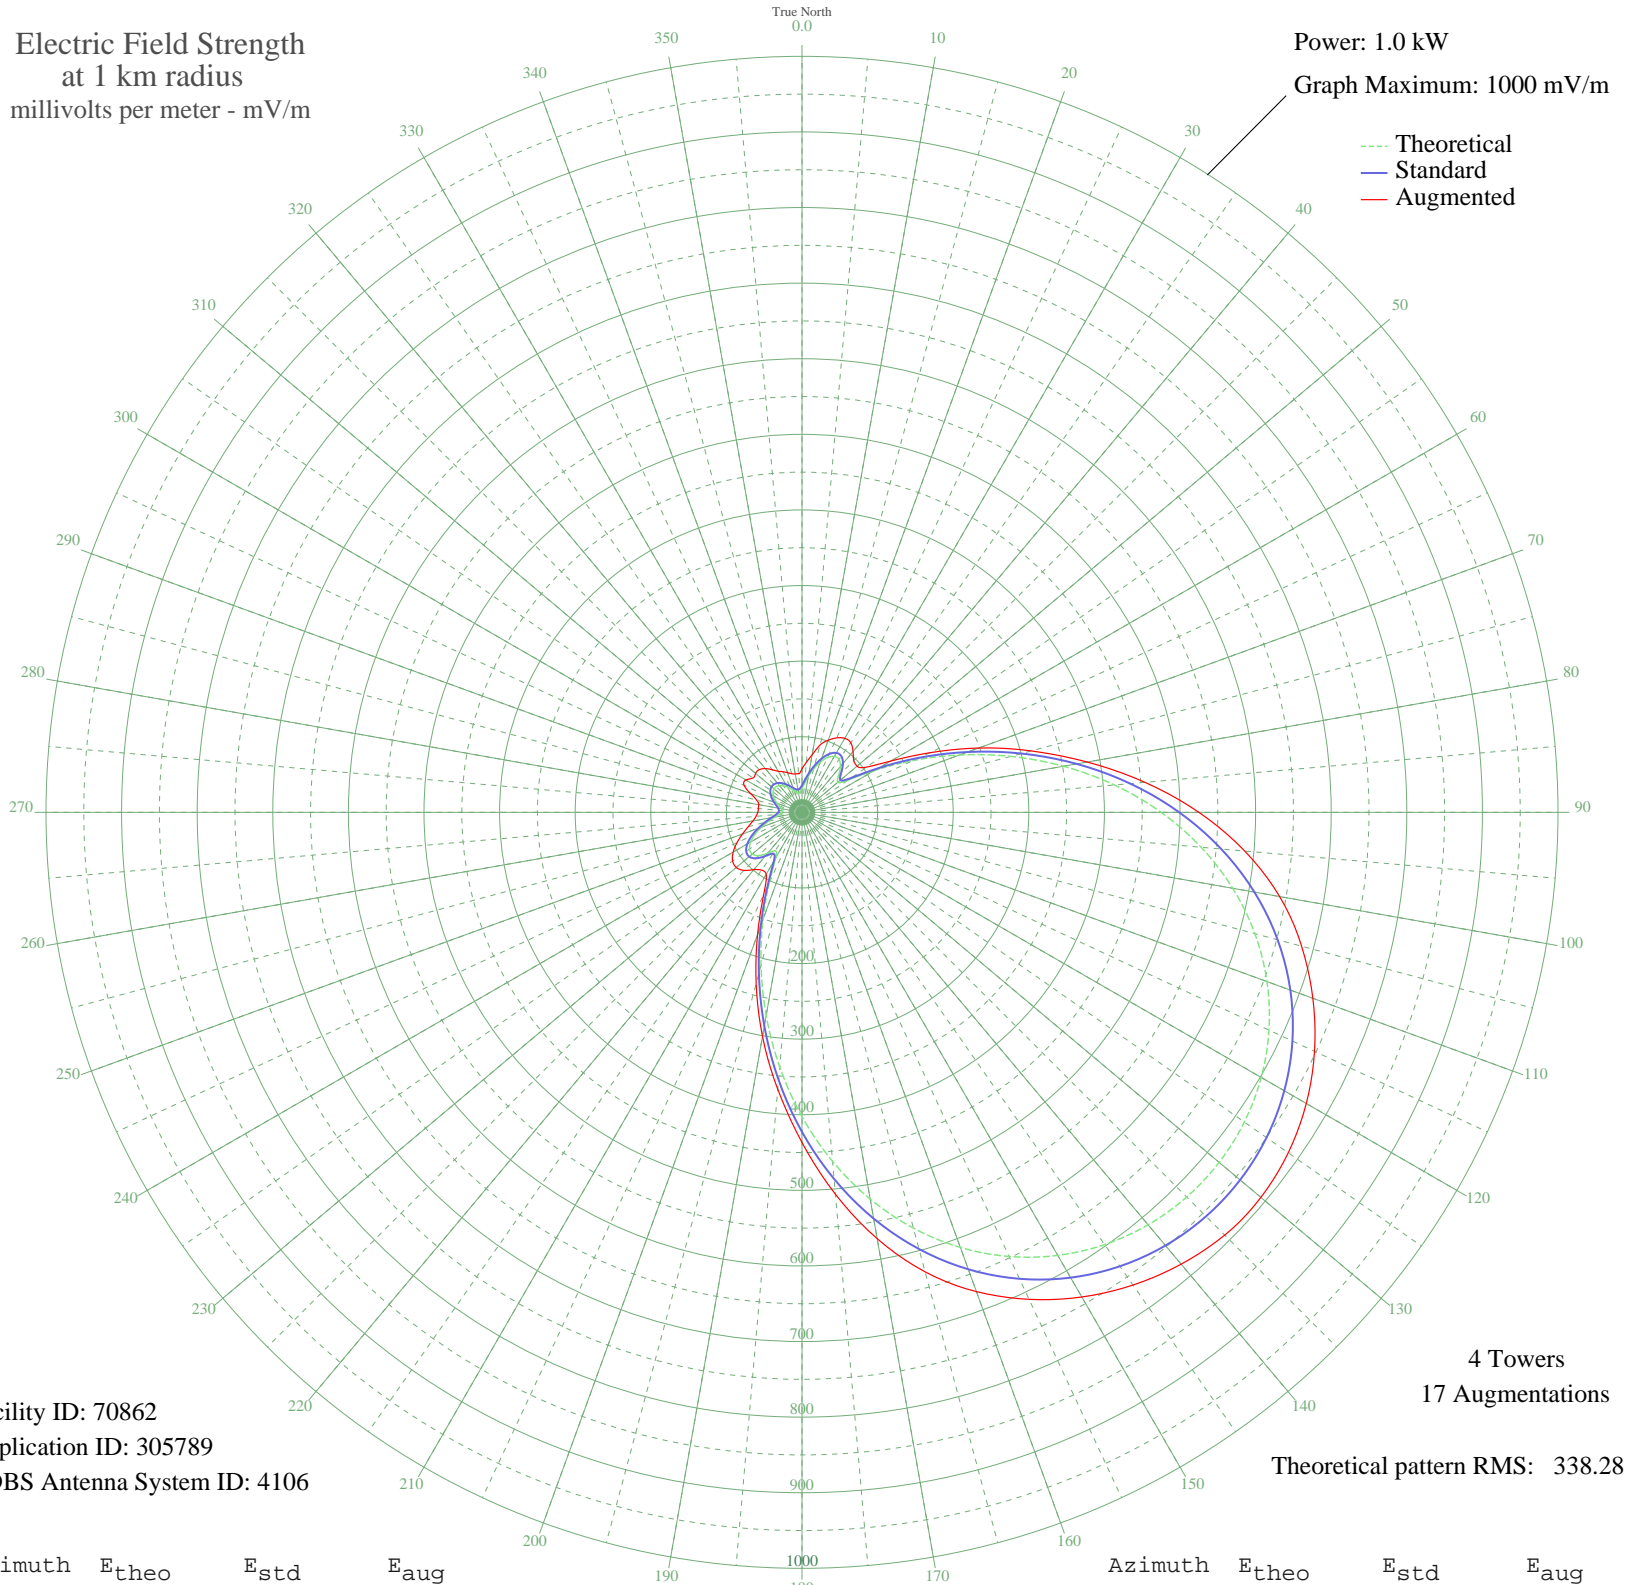 True North
0.0
Electric Field Strength
at 1 km radius
millivolts per meter - mV/m
Power: 1.0 kW
Graph Maximum: 1000 mV/m
Theoretical
Standard
Augmented
10
20
30
40
50
60
70
80
90
100
110
120
130
140
150
160
170
190
200
210
220
230
240
250
260
270
280
290
300
310
320
330
340
350
200
300
400
500
600
700
800
900
1000
4 Towers
17 Augmentations
Theoretical pattern RMS: 338.28
cility ID: 70862
plication ID: 305789
DBS Antenna System ID: 4106
imuth Etheo Estd Eaug Azimuth Etheo Estd Eaug